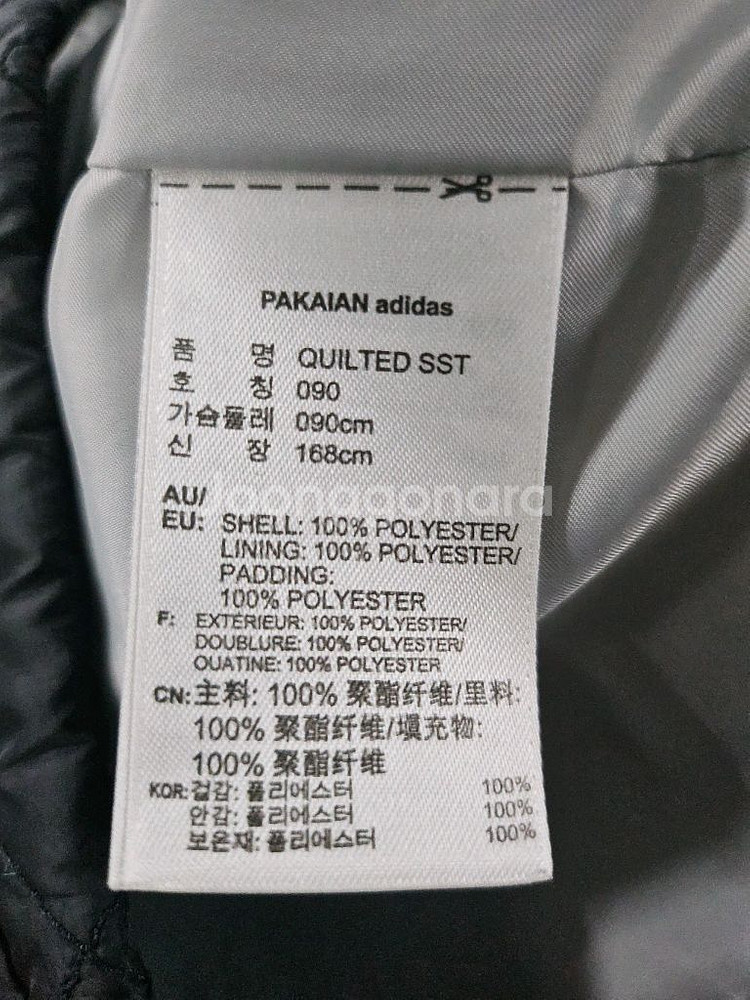 PAKAIAN adidas
품 명 QUILTED SST
호 칭 090
가슴둘레 090cm
신 장 168cm
Joonggonara
AU/
EU: SHELL: 100% POLYESTER/
LINING: 100% POLYESTER/
PADDING:
100% POLYESTER
F: EXTÉRIEUR: 100% POLYESTER/
DOUBLURE: 100% POLYESTER/
OUATINE: 100% POLYESTER
CN: 主料: 100% 聚酯纤维/里料:
100% 聚酯纤维/填充物:
100% 聚酯纤维
KOR: 겉감: 폴리에스터 100%
안감: 폴리에스터 100%
보온재: 폴리에스터 100%